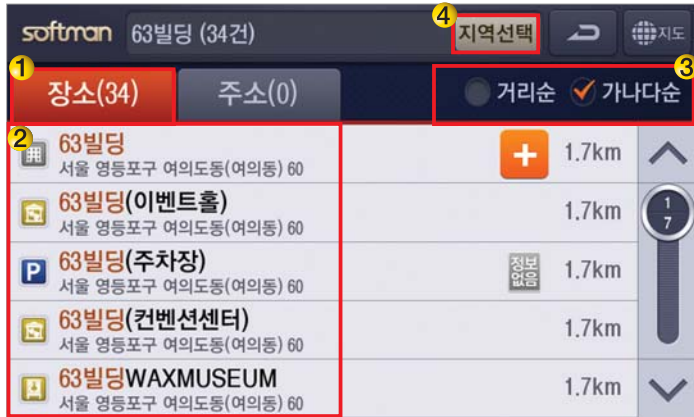 softman 63빌딩 (34건) 4 지역선택 지도
1 장소(34) 주소(0) 거리순 가나다순 3
2 63빌딩
서울 영등포구 여의도동(여의동) 60
+ 1.7km
63빌딩(이벤트홀)
서울 영등포구 여의도동(여의동) 60
1.7km
1
7
P 63빌딩(주차장)
서울 영등포구 여의도동(여의동) 60
정보
없음
1.7km
63빌딩(컨벤션센터)
서울 영등포구 여의도동(여의동) 60
1.7km
63빌딩WAXMUSEUM
서울 영등포구 여의도동(여의동) 60
1.7km